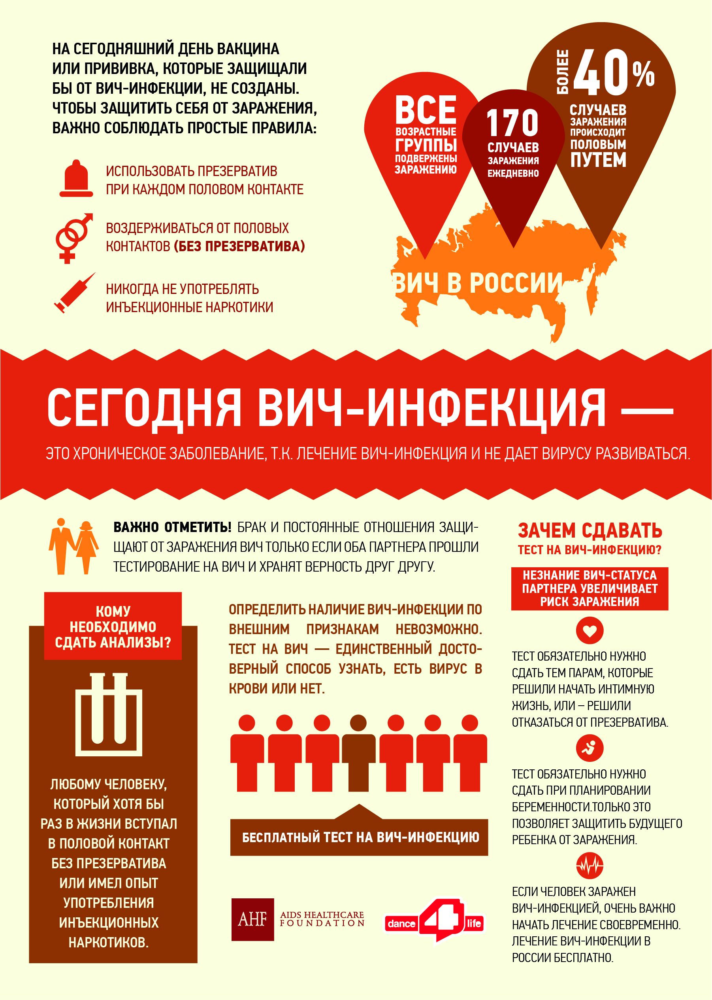 НА СЕГОДНЯШНИЙ ДЕНЬ ВАКЦИНА
ИЛИ ПРИВИВКА, КОТОРЫЕ ЗАЩИЩАЛИ
БЫ ОТ ВИЧ-ИНФЕКЦИИ, НЕ СОЗДАНЫ.
ЧТОБЫ ЗАЩИТИТЬ СЕБЯ ОТ ЗАРАЖЕНИЯ,
ВАЖНО СОБЛЮДАТЬ ПРОСТЫЕ ПРАВИЛА:
ИСПОЛЬЗОВАТЬ ПРЕЗЕРВАТИВ
ПРИ КАЖДОМ ПОЛОВОМ КОНТАКТЕ
ВОЗДЕРЖИВАТЬСЯ ОТ ПОЛОВЫХ
КОНТАКТОВ (БЕЗ ПРЕЗЕРВАТИВА)
НИКОГДА НЕ УПОТРЕБЛЯТЬ
ИНЪЕКЦИОННЫЕ НАРКОТИКИ
ВСЕ
ВОЗРАСТНЫЕ
ГРУППЫ
ПОДВЕРЖЕНЫ
ЗАРАЖЕНИЮ
170
СЛУЧАЕВ
ЗАРАЖЕНИЯ
ЕЖЕДНЕВНО
БОЛЕЕ
40%
СЛУЧАЕВ
ЗАРАЖЕНИЯ
ПРОИСХОДИТ
ПОЛОВЫМ
ПУТЕМ
ВИЧ В РОССИИ
СЕГОДНЯ ВИЧ-ИНФЕКЦИЯ —
ЭТО ХРОНИЧЕСКОЕ ЗАБОЛЕВАНИЕ, Т.К. ЛЕЧЕНИЕ ВИЧ-ИНФЕКЦИЯ И НЕ ДАЕТ ВИРУСУ РАЗВИВАТЬСЯ.
ВАЖНО ОТМЕТИТЬ! БРАК И ПОСТОЯННЫЕ ОТНОШЕНИЯ ЗАЩИ-
ЩАЮТ ОТ ЗАРАЖЕНИЯ ВИЧ ТОЛЬКО ЕСЛИ ОБА ПАРТНЕРА ПРОШЛИ
ТЕСТИРОВАНИЕ НА ВИЧ И ХРАНЯТ ВЕРНОСТЬ ДРУГ ДРУГУ.
КОМУ
НЕОБХОДИМО
СДАТЬ АНАЛИЗЫ?
ЛЮБОМУ ЧЕЛОВЕКУ,
КОТОРЫЙ ХОТЯ БЫ
РАЗ В ЖИЗНИ ВСТУПАЛ
В ПОЛОВОЙ КОНТАКТ
БЕЗ ПРЕЗЕРВАТИВА
ИЛИ ИМЕЛ ОПЫТ
УПОТРЕБЛЕНИЯ
ИНЪЕКЦИОННЫХ
НАРКОТИКОВ.
ОПРЕДЕЛИТЬ НАЛИЧИЕ ВИЧ-ИНФЕКЦИИ ПО
ВНЕШНИМ ПРИЗНАКАМ НЕВОЗМОЖНО.
ТЕСТ НА ВИЧ — ЕДИНСТВЕННЫЙ ДОСТО-
ВЕРНЫЙ СПОСОБ УЗНАТЬ, ЕСТЬ ВИРУС В
КРОВИ ИЛИ НЕТ.
БЕСПЛАТНЫЙ ТЕСТ НА ВИЧ-ИНФЕКЦИЮ
AHF
AIDS HEALTHCARE
FOUNDATION
dance 4 life
ЗАЧЕМ СДАВАТЬ
ТЕСТ НА ВИЧ-ИНФЕКЦИЮ?
НЕЗНАНИЕ ВИЧ-СТАТУСА
ПАРТНЕРА УВЕЛИЧИВАЕТ
РИСК ЗАРАЖЕНИЯ
ТЕСТ ОБЯЗАТЕЛЬНО НУЖНО
СДАТЬ ТЕМ ПАРАМ, КОТОРЫЕ
РЕШИЛИ НАЧАТЬ ИНТИМНУЮ
ЖИЗНЬ, ИЛИ – РЕШИЛИ
ОТКАЗАТЬСЯ ОТ ПРЕЗЕРВАТИВА.
ТЕСТ ОБЯЗАТЕЛЬНО НУЖНО
СДАТЬ ПРИ ПЛАНИРОВАНИИ
БЕРЕМЕННОСТИ.ТОЛЬКО ЭТО
ПОЗВОЛЯЕТ ЗАЩИТИТЬ БУДУЩЕГО
РЕБЕНКА ОТ ЗАРАЖЕНИЯ.
ЕСЛИ ЧЕЛОВЕК ЗАРАЖЕН
ВИЧ-ИНФЕКЦИЕЙ, ОЧЕНЬ ВАЖНО
НАЧАТЬ ЛЕЧЕНИЕ СВОЕВРЕМЕННО.
ЛЕЧЕНИЕ ВИЧ-ИНФЕКЦИИ В
РОССИИ БЕСПЛАТНО.